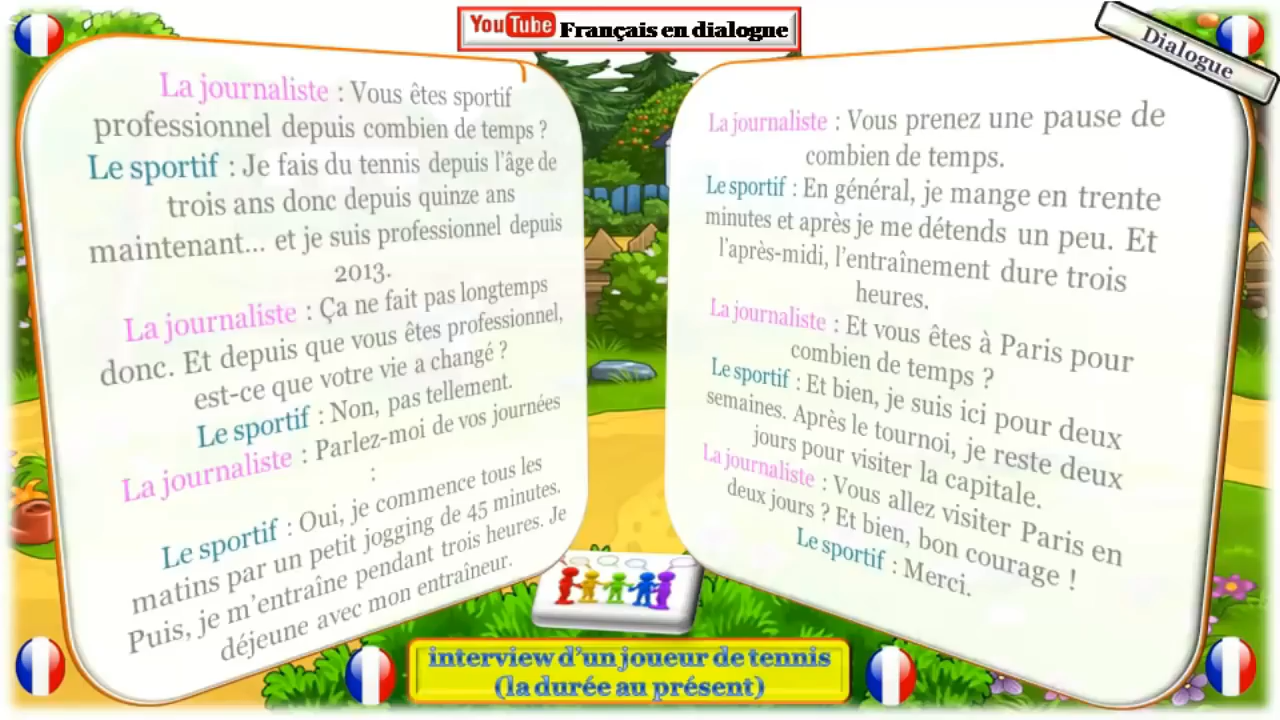 YouTube Français en dialogue
Dialogue
La journaliste : Vous êtes sportif
professionnel depuis combien de temps ?
Le sportif : Je fais du tennis depuis l'âge de
trois ans donc depuis quinze ans
maintenant... et je suis professionnel depuis
2013.
La journaliste : Ça ne fait pas longtemps
donc. Et depuis que vous êtes professionnel,
est-ce que votre vie a changé ?
Le sportif : Non, pas tellement.
La journaliste : Parlez-moi de vos journées
:
Le sportif : Oui, je commence tous les
matins par un petit jogging de 45 minutes.
Puis, je m'entraîne pendant trois heures. Je
déjeune avec mon entraîneur.
La journaliste : Vous prenez une pause de
combien de temps.
Le sportif : En général, je mange en trente
minutes et après je me détends un peu. Et
l'après-midi, l'entraînement dure trois
heures.
La journaliste : Et vous êtes à Paris pour
combien de temps ?
Le sportif : Et bien, je suis ici pour deux
semaines. Après le tournoi, je reste deux
jours pour visiter la capitale.
La journaliste : Vous allez visiter Paris en
deux jours ? Et bien, bon courage !
Le sportif : Merci.
interview d'un joueur de tennis
(la durée au présent)